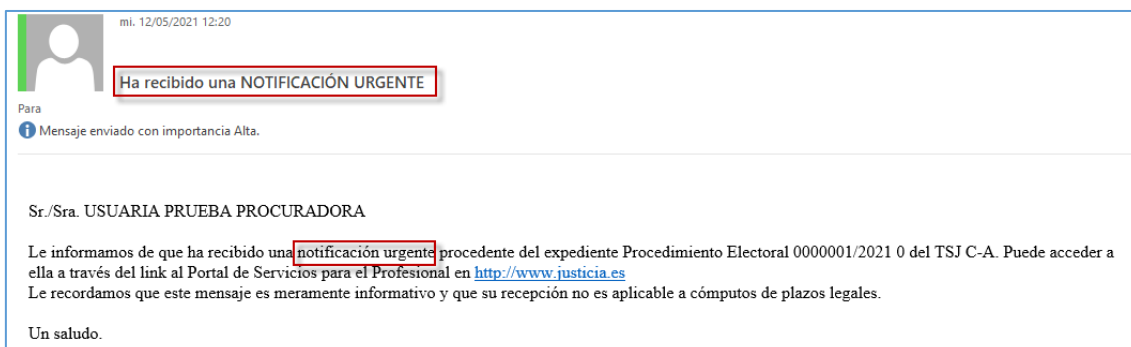 mi. 12/05/2021 12:20
Ha recibido una NOTIFICACIÓN URGENTE
Para
Mensaje enviado con importancia Alta.
Sr./Sra. USUARIA PRUEBA PROCURADORA
Le informamos de que ha recibido una notificación urgente procedente del expediente Procedimiento Electoral 0000001/2021 0 del TSJ C-A. Puede acceder a
ella a través del link al Portal de Servicios para el Profesional en http://www.justicia.es
Le recordamos que este mensaje es meramente informativo y que su recepción no es aplicable a cómputos de plazos legales.
Un saludo.